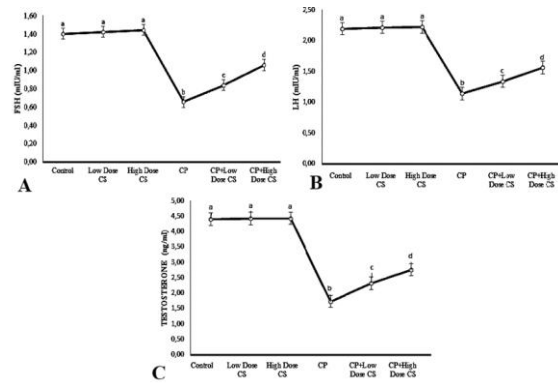 1,60
1,40
1,20
1,00
0,80
0,60
0,40
0,20
0,00
FSH (mIU/ml)
a a a b c d
Control Low Dose CS High Dose CS CP CP+Low Dose CS CP+High Dose CS
A
2,50
2,00
1,50
1,00
0,50
0,00
LH (mIU/ml)
a a a b c d
Control Low Dose CS High Dose CS CP CP+Low Dose CS CP+High Dose CS
B
5,00
4,50
4,00
3,50
3,00
2,50
2,00
1,50
1,00
0,50
0,00
TESTOSTERONE (ng/ml)
a a a b c d
Control Low Dose CS High Dose CS CP CP+Low Dose CS CP+High Dose CS
C